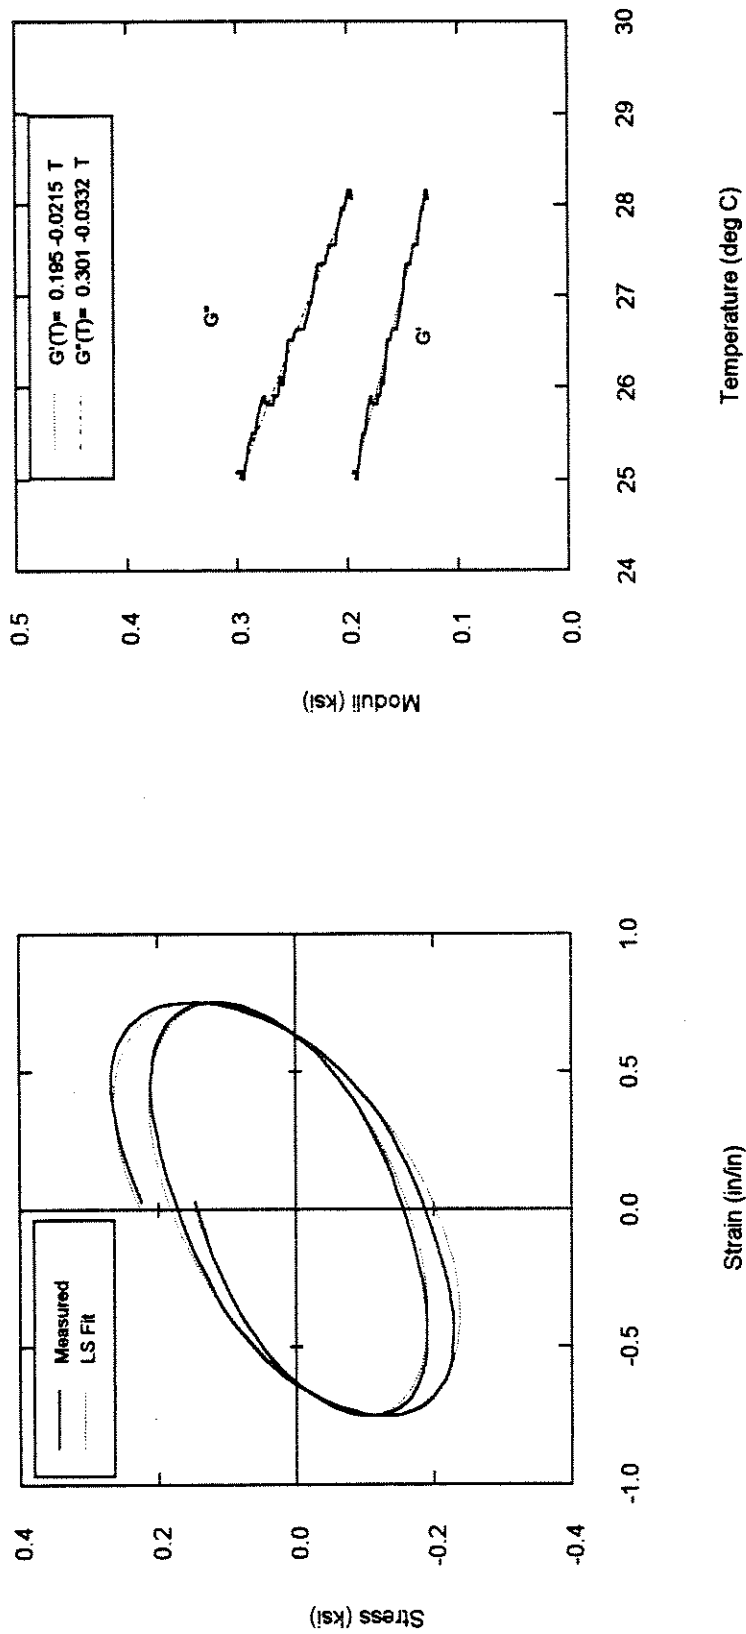 0.4
0.2
0.0
-0.2
-0.4
Stress (ksi)
Measured
LS Fit
-1.0
-0.5
0.0
0.5
1.0
Strain (in/in)
0.5
0.4
0.3
0.2
0.1
0.0
Moduli (ksi)
G'(T)= 0.195 -0.0215 T
G"(T)= 0.301 -0.0332 T
G"
G'
24
25
26
27
28
29
30
Temperature (deg C)